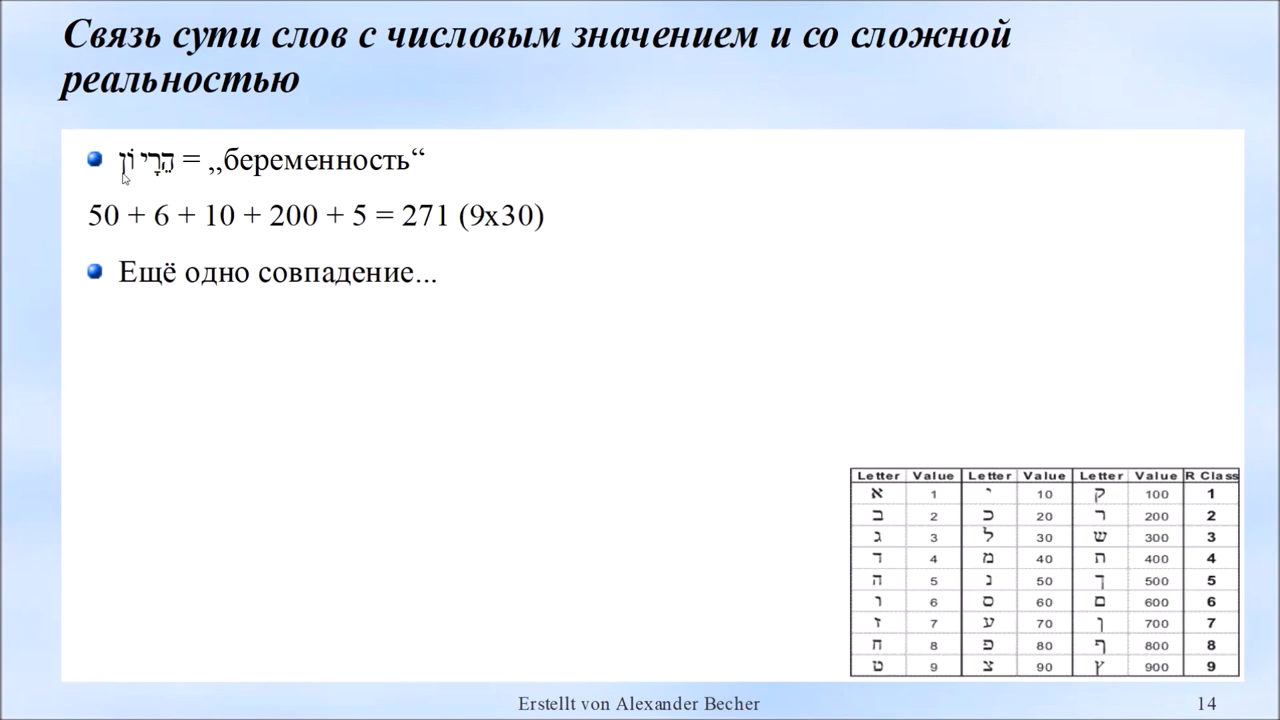 Связь сути слов с числовым значением и со сложной
реальностью
הֵרָיוֹן = „беременность“
50 + 6 + 10 + 200 + 5 = 271 (9x30)
Ещё одно совпадение...
Letter Value Letter Value Letter Value R Class
א 1 י 10 ק 100 1
ב 2 כ 20 ר 200 2
ג 3 ל 30 ש 300 3
ד 4 מ 40 ת 400 4
ה 5 נ 50 ך 500 5
ו 6 ס 60 ם 600 6
ז 7 ע 70 ן 700 7
ח 8 פ 80 ף 800 8
ט 9 צ 90 ץ 900 9
Erstellt von Alexander Becher 14